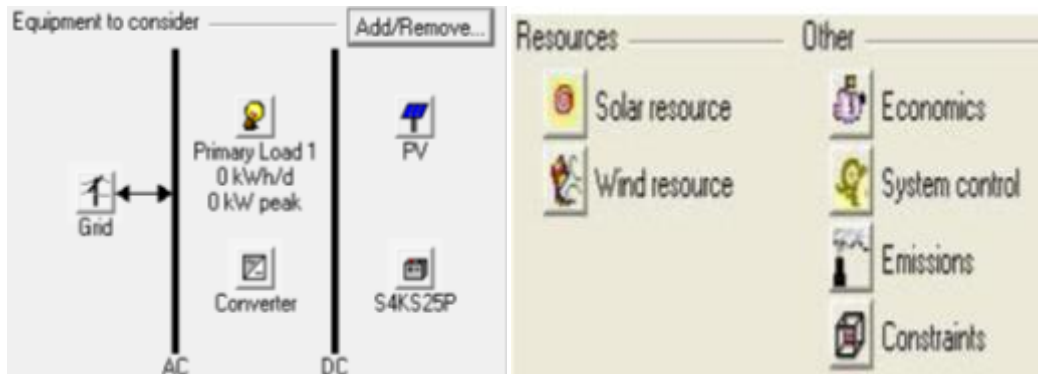 Equipment to consider
Add/Remove...
Primary Load 1
0 kWh/d
0 kW peak
PV
Grid
Converter
S4KS25P
AC
DC
Resources
Other
Solar resource
Economics
Wind resource
System control
Emissions
Constraints